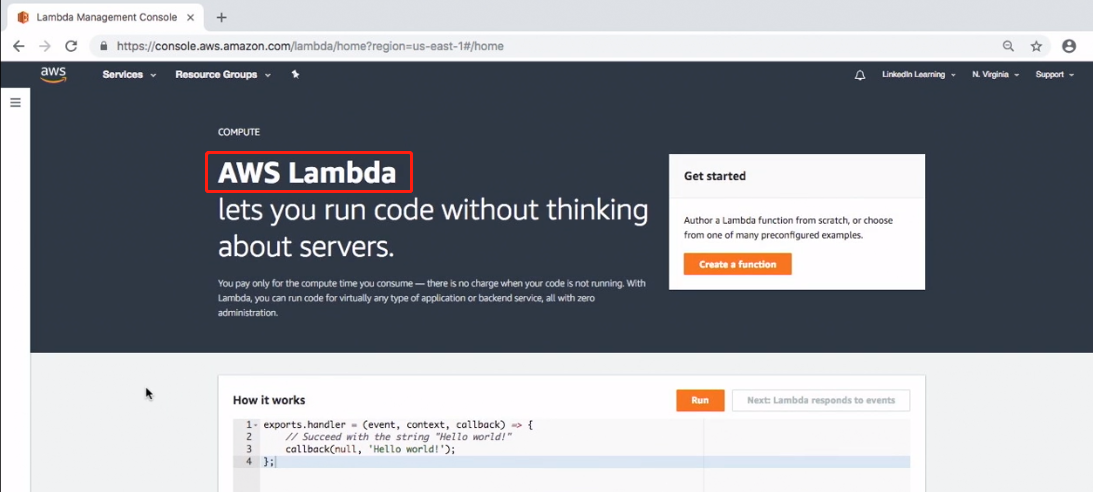 Lambda Management Console
https://console.aws.amazon.com/lambda/home?region=us-east-1#/home
aws Services Resource Groups LinkedIn Learning N. Virginia Support
COMPUTE
AWS Lambda
lets you run code without thinking
about servers.
You pay only for the compute time you consume — there is no charge when your code is not running. With
Lambda, you can run code for virtually any type of application or backend service, all with zero
administration.
Get started
Author a Lambda function from scratch, or choose
from one of many preconfigured examples.
Create a function
How it works Run Next: Lambda responds to events
1 exports.handler = (event, context, callback) => {
2 // Succeed with the string "Hello world!"
3 callback(null, 'Hello world!');
4 };